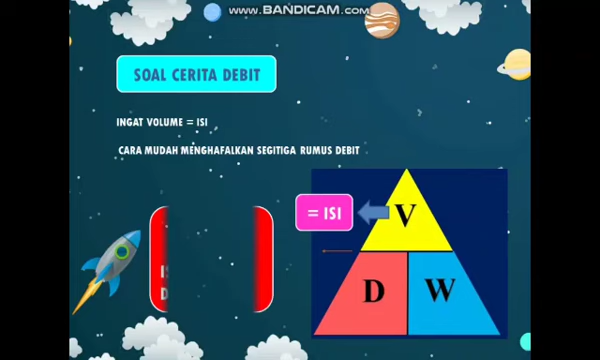 WWW.BANDICAM.COM
SOAL CERITA DEBIT
INGAT VOLUME = ISI
CARA MUDAH MENGHAFALKAN SEGITIGA RUMUS DEBIT
= ISI
V
D
W